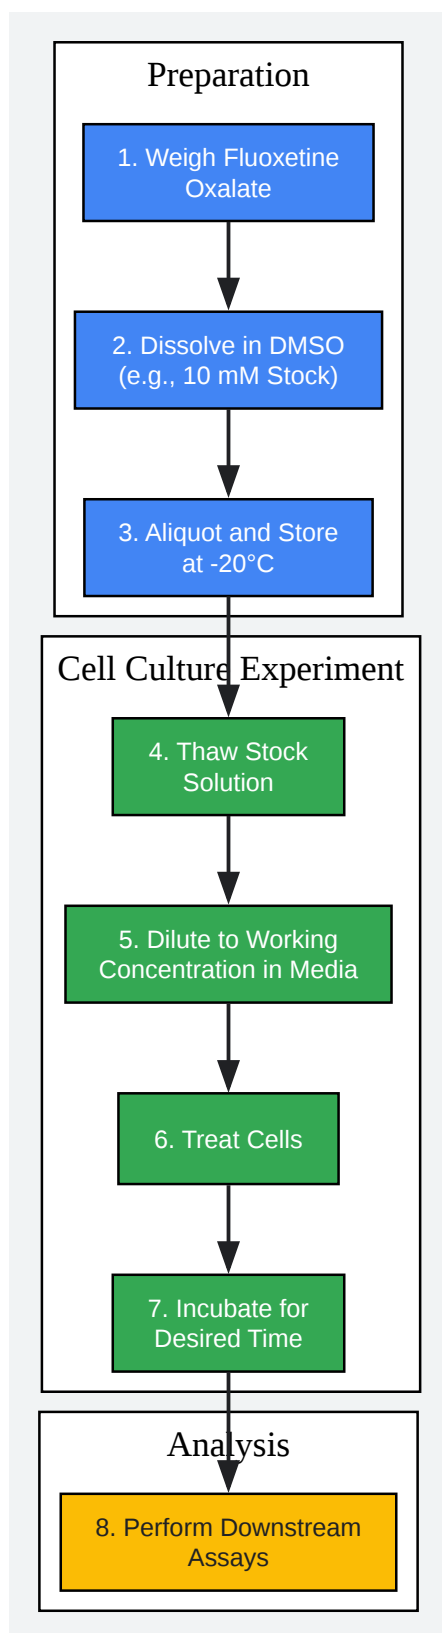 Preparation
1. Weigh Fluoxetine
Oxalate
2. Dissolve in DMSO
(e.g., 10 mM Stock)
3. Aliquot and Store
at -20°C
Cell Culture Experiment
4. Thaw Stock
Solution
5. Dilute to Working
Concentration in Media
6. Treat Cells
7. Incubate for
Desired Time
Analysis
8. Perform Downstream
Assays